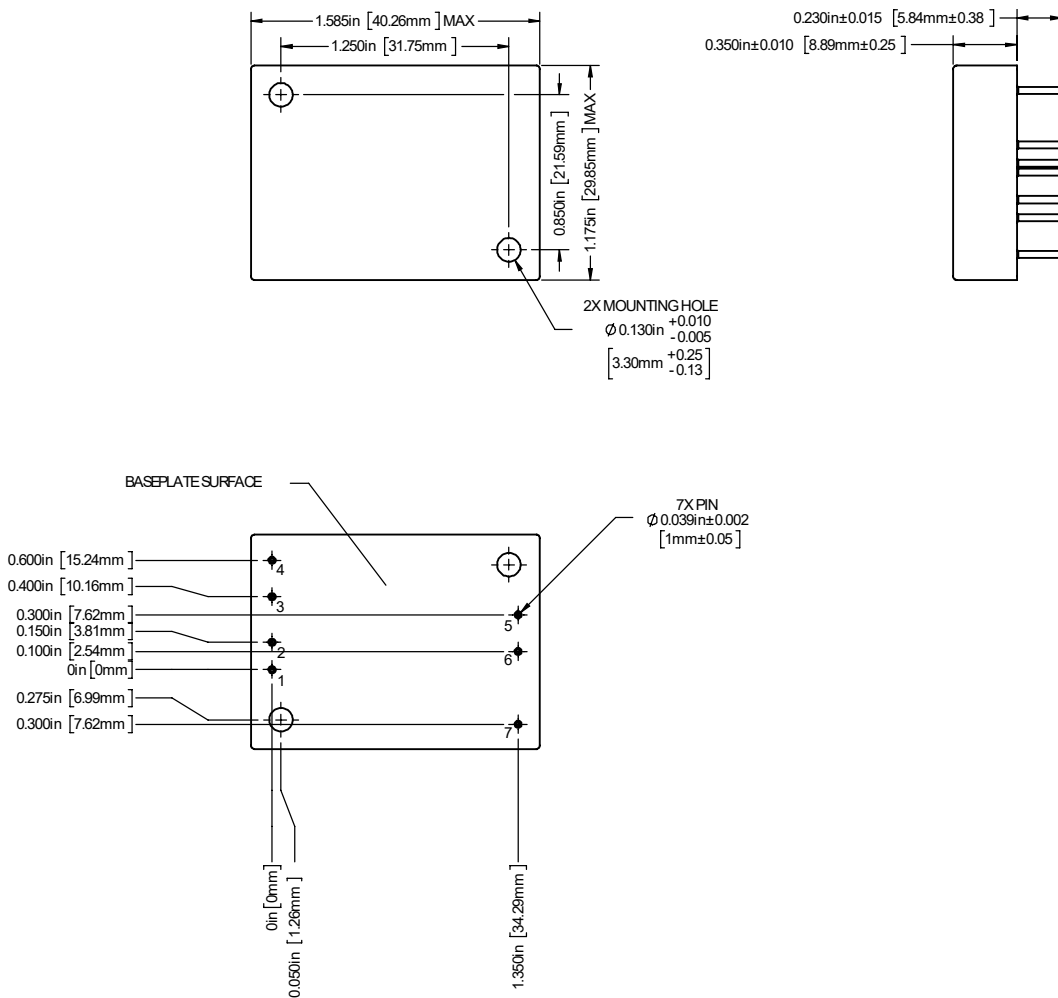 1.585in [40.26mm] MAX
1.250in [31.75mm]
0.230in±0.015 [5.84mm±0.38]
0.350in±0.010 [8.89mm±0.25]
0.850in [21.59mm]
1.175in [29.85mm] MAX
2X MOUNTING HOLE
Ø 0.130in +0.010 -0.005
[3.30mm +0.25 -0.13]
BASEPLATE SURFACE
7X PIN
Ø 0.039in±0.002
[1mm±0.05]
0.600in [15.24mm]
4
0.400in [10.16mm]
3
0.300in [7.62mm]
5
0.150in [3.81mm]
2
0.100in [2.54mm]
6
0in [0mm]
1
0.275in [6.99mm]
0.300in [7.62mm]
7
0in [0mm]
0.050in [1.26mm]
1.350in [34.29mm]